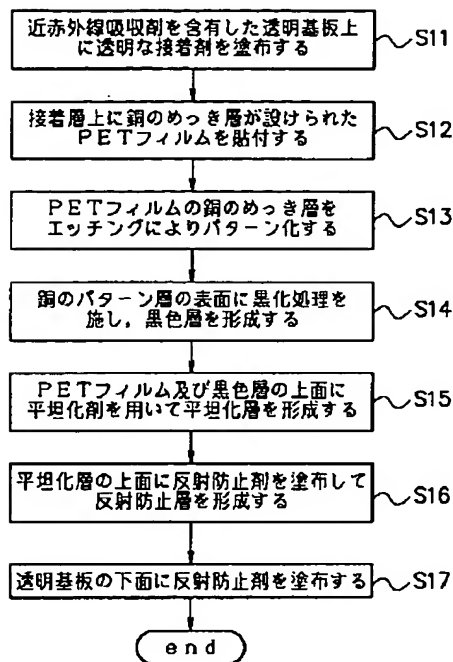 近赤外線吸収剤を含有した透明基板上
に透明な接着剤を塗布する
S11
接着層上に銅のめっき層が設けられた
PETフィルムを貼付する
S12
PETフィルムの銅のめっき層を
エッチングによりパターン化する
S13
銅のパターン層の表面に黒化処理を
施し，黒色層を形成する
S14
PETフィルム及び黒色層の上面に
平坦化剤を用いて平坦化層を形成する
S15
平坦化層の上面に反射防止剤を塗布して
反射防止層を形成する
S16
透明基板の下面に反射防止剤を塗布する
S17
end